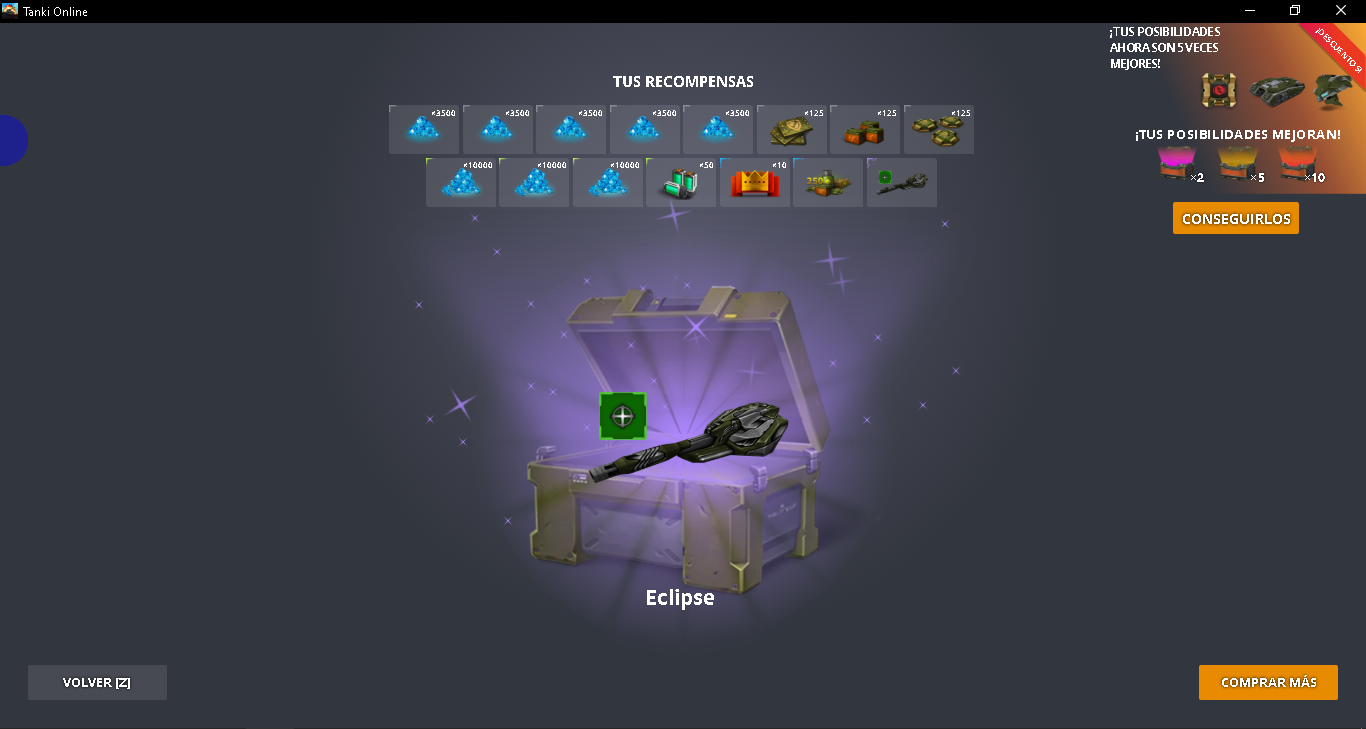 Tanki Online
¡TUS POSIBILIDADES
AHORA SON 5 VECES
MEJORES!
TUS RECOMPENSAS
×3500 ×3500 ×3500 ×3500 ×3500 ×125 ×125 ×125
¡TUS POSIBILIDADES MEJORAN!
×10000 ×10000 ×10000 ×50 ×10 250
×2 ×5 ×10
CONSEGUIRLOS
Eclipse
VOLVER [Z]
COMPRAR MÁS